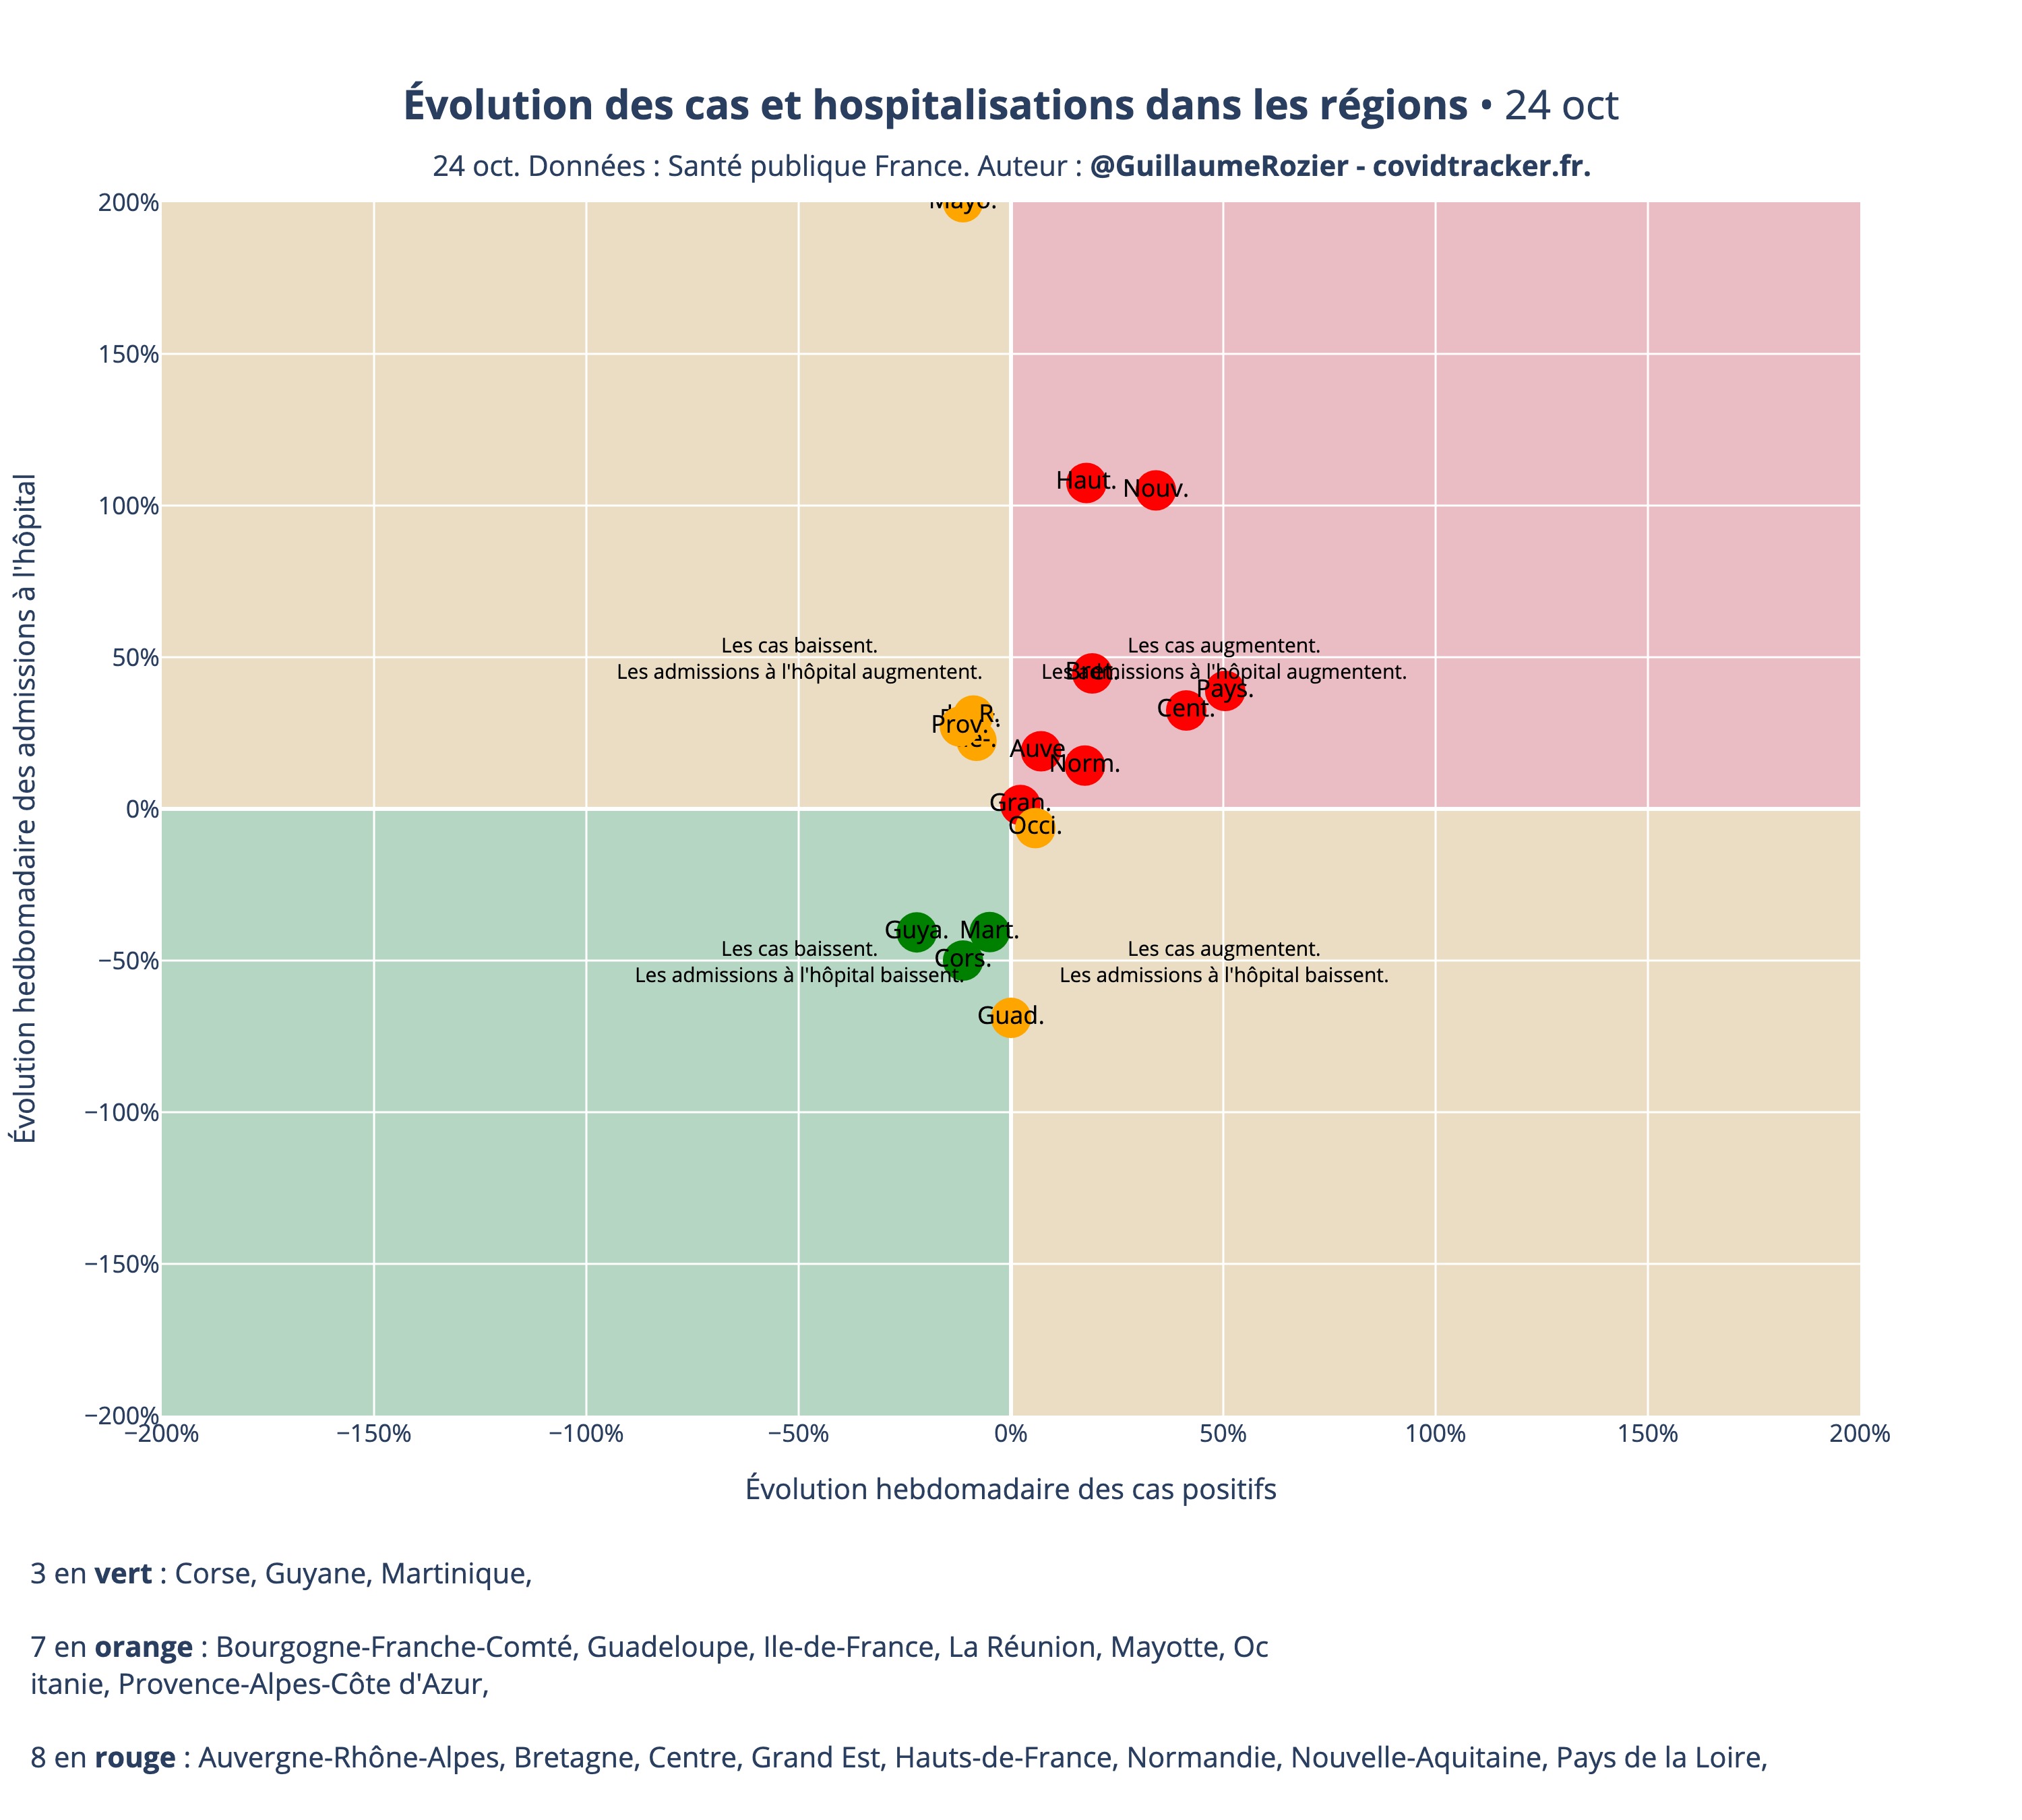 Évolution des cas et hospitalisations dans les régions • 24 oct
24 oct. Données : Santé publique France. Auteur : @GuillaumeRozier - covidtracker.fr.
200%
150%
100%
50%
0%
−50%
−100%
−150%
−200%
Évolution hedbomadaire des admissions à l'hôpital
Mayo.
Haut.
Nouv.
Les cas baissent.
Les admissions à l'hôpital augmentent.
Les cas augmentent.
Les admissions à l'hôpital augmentent.
Bret.
Pays.
Cent.
Prov.
Auve
Norm.
Gran.
Occi.
Guya.
Mart.
Cors.
Les cas baissent.
Les admissions à l'hôpital baissent.
Les cas augmentent.
Les admissions à l'hôpital baissent.
Guad.
−200%
−150%
−100%
−50%
0%
50%
100%
150%
200%
Évolution hebdomadaire des cas positifs
3 en vert : Corse, Guyane, Martinique,
7 en orange : Bourgogne-Franche-Comté, Guadeloupe, Ile-de-France, La Réunion, Mayotte, Oc
itanie, Provence-Alpes-Côte d'Azur,
8 en rouge : Auvergne-Rhône-Alpes, Bretagne, Centre, Grand Est, Hauts-de-France, Normandie, Nouvelle-Aquitaine, Pays de la Loire,